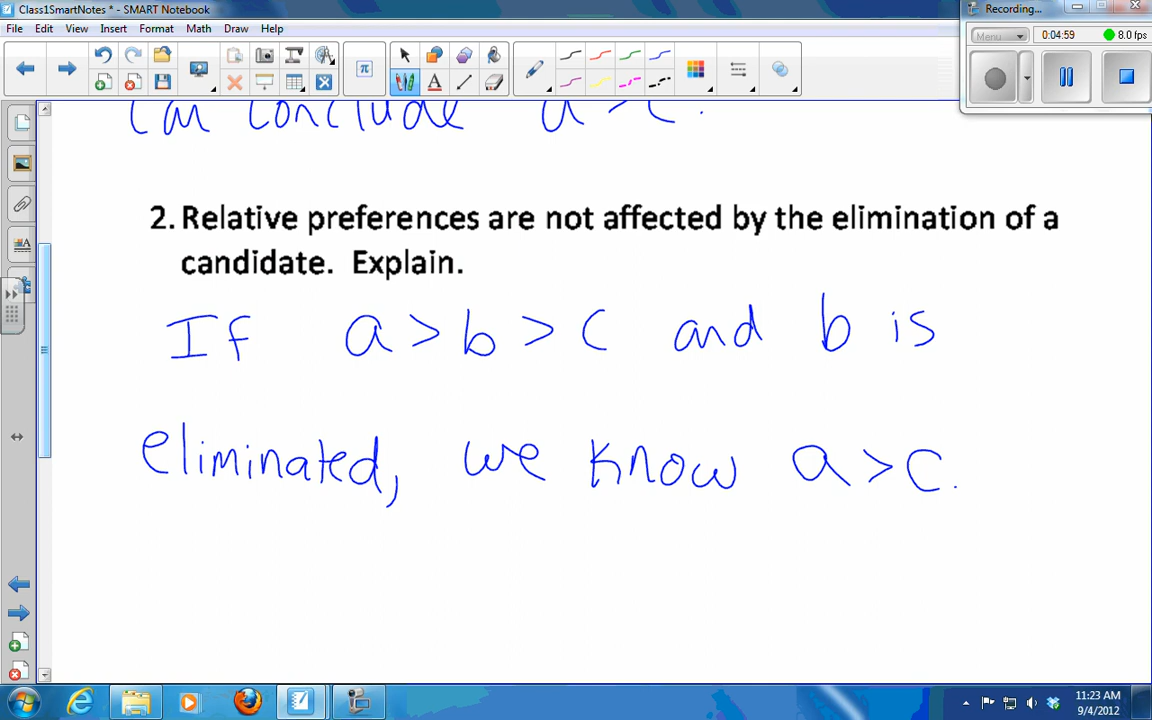 Class1SmartNotes * - SMART Notebook
Recording...
File Edit View Insert Format Math Draw Help
Menu
0:04:59
8.0 fps
π
A
can conclude a > c.
2. Relative preferences are not affected by the elimination of a
candidate. Explain.
If a > b > c and b is
eliminated, we know a > c.
11:23 AM
9/4/2012